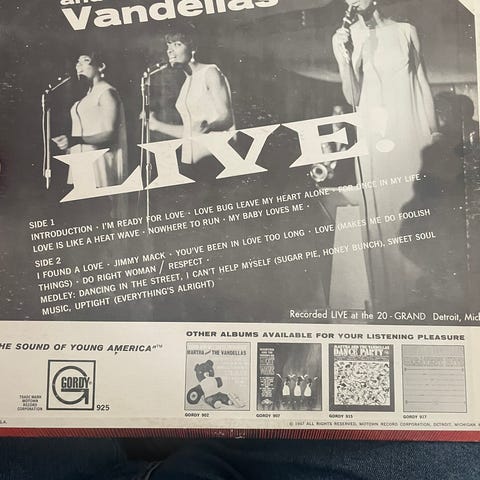 and
Vandellas
LIVE!
SIDE 1
INTRODUCTION · I'M READY FOR LOVE · LOVE BUG LEAVE MY HEART ALONE · FOR ONCE IN MY LIFE ·
LOVE IS LIKE A HEAT WAVE · NOWHERE TO RUN · MY BABY LOVES ME ·
SIDE 2
I FOUND A LOVE · JIMMY MACK · YOU'VE BEEN IN LOVE TOO LONG · LOVE (MAKES ME DO FOOLISH
THINGS) · DO RIGHT WOMAN / RESPECT ·
MEDLEY: DANCING IN THE STREET, I CAN'T HELP MYSELF (SUGAR PIE, HONEY BUNCH), SWEET SOUL
MUSIC, UPTIGHT (EVERYTHING'S ALRIGHT)
Recorded LIVE at the 20-GRAND Detroit, Mich
HE SOUND OF YOUNG AMERICA"™
OTHER ALBUMS AVAILABLE FOR YOUR LISTENING PLEASURE
GORDY
TRADE MARK
MOTOWN
RECORD
CORPORATION
925
MARTHA AND THE VANDELLAS
MARTHA AND THE VANDELLAS
DANCE PARTY
GORDY 902
GORDY 907
GORDY 915
GORDY 917
© 1967 ALL RIGHTS RESERVED, MOTOWN RECORD CORPORATION, DETROIT, MICHIGAN